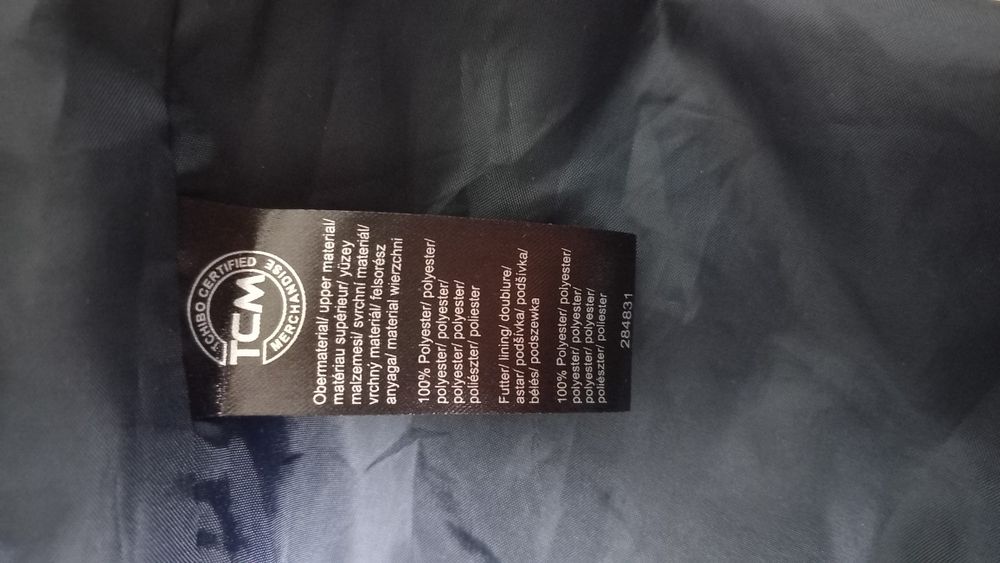 TCHIBO CERTIFIED
TCM
MERCHANDISE
Obermaterial/ upper material/
matériau supérieur/ yüzey
malzemesi/ svrchní materiál/
vrchný materiál/ felsőrész
anyaga/ materiał wierzchni
100% Polyester/ polyester/
polyester/ polyester/
polyester/ polyester/
poliészter/ poliester
Futter/ lining/ doublure/
astar/ podšívka/ podšívka/
bélés/ podszewka
100% Polyester/ polyester/
polyester/ polyester/
polyester/ polyester/
poliészter/ poliester
284831